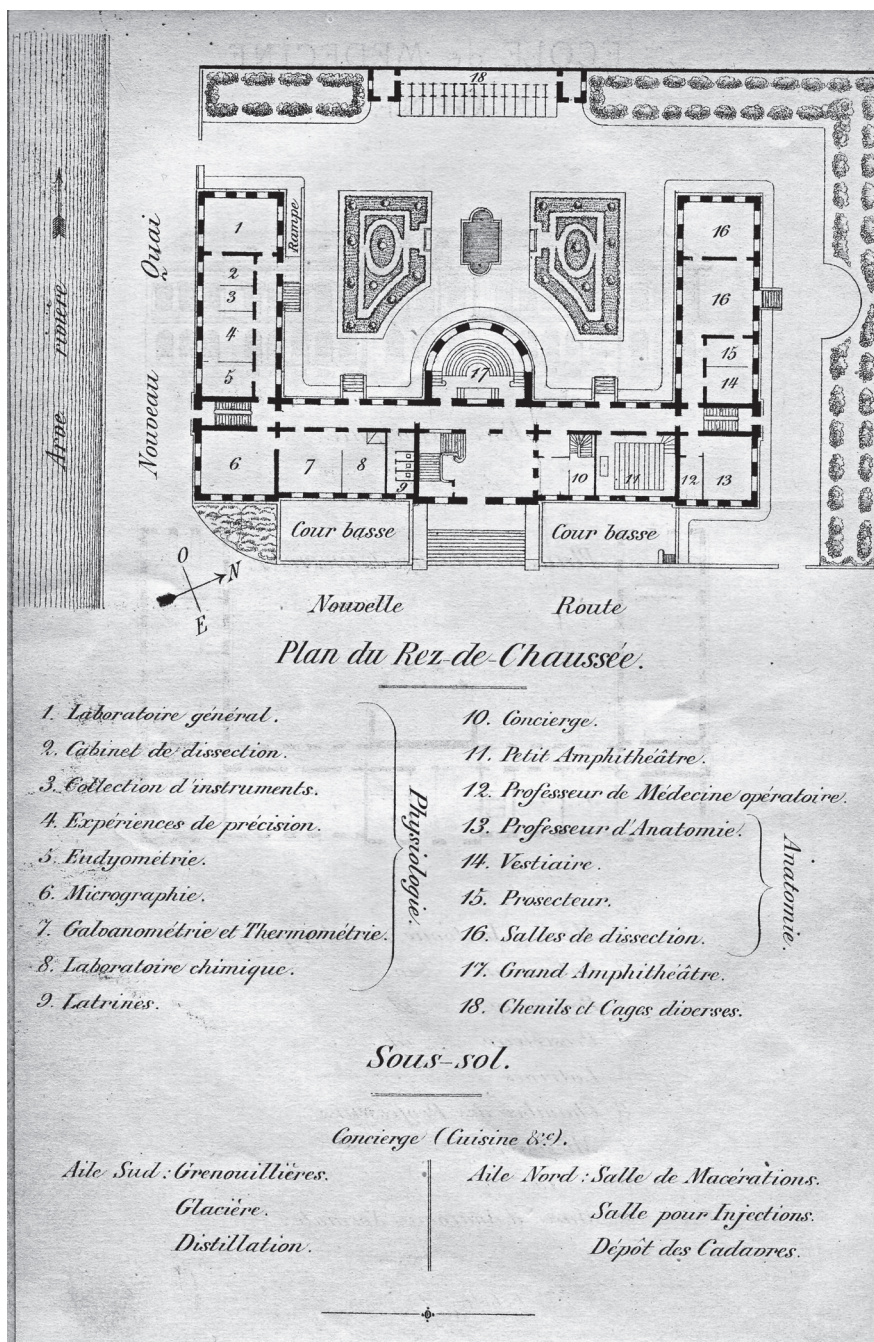 18
1
2
3
4
5
6
7
8
9
10
11
12
13
14
15
16
16
17
Rampe
Arne rivière
Nouveau Quai
Cour basse
Cour basse
O
N
E
Nouvelle Route
Plan du Rez-de-Chaussée.
1. Laboratoire général.
2. Cabinet de dissection.
3. Collection d'instruments.
4. Expériences de précision.
5. Eudyométrie.
6. Micrographie.
7. Galvanométrie et Thermométrie.
8. Laboratoire chimique.
9. Latrines.
Physiologie.
10. Concierge.
11. Petit Amphithéâtre.
12. Professeur de Médecine opératoire.
13. Professeur d'Anatomie.
14. Vestiaire.
15. Prosecteur.
16. Salles de dissection.
17. Grand Amphithéâtre.
18. Chenils et Cages diverses.
Anatomie.
Sous-sol.
Concierge (Cuisine &c).
Aile Sud : Grenouillières.
Glacière.
Distillation.
Aile Nord : Salle de Macérations.
Salle pour Injections.
Dépôt des Cadavres.